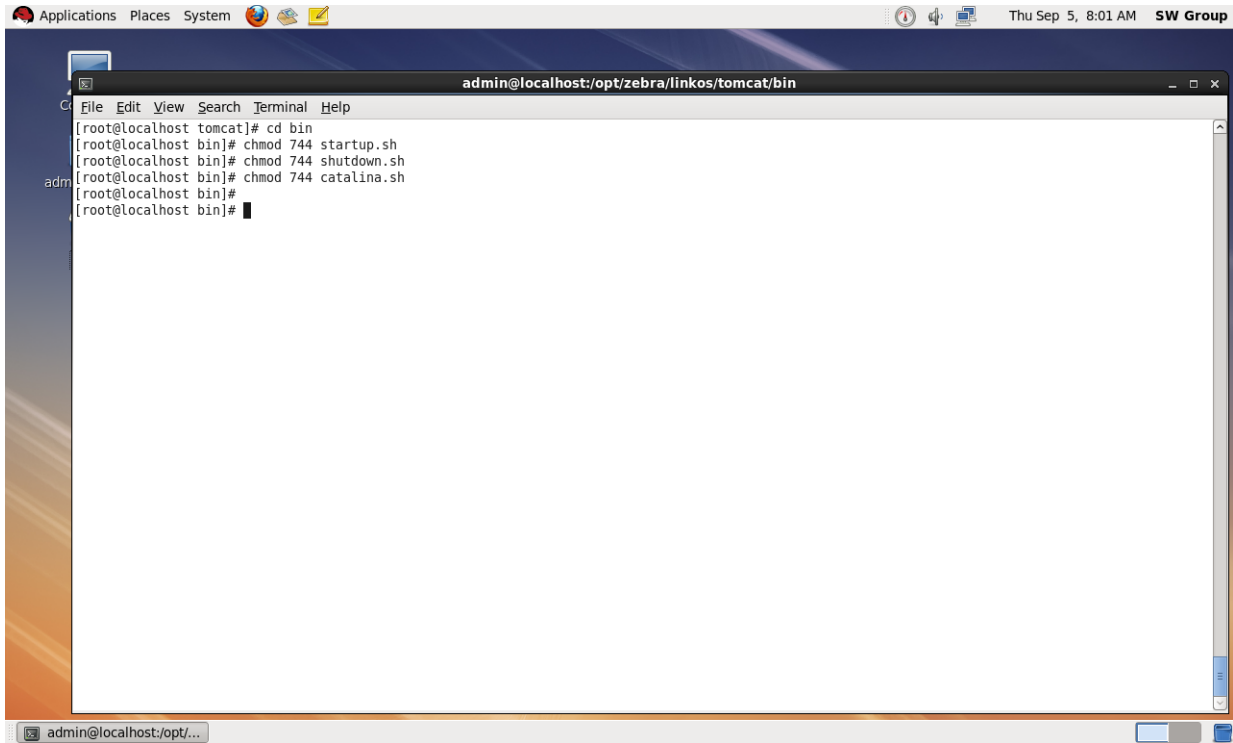 Applications Places System
Thu Sep 5, 8:01 AM SW Group
admin@localhost:/opt/zebra/linkos/tomcat/bin
File Edit View Search Terminal Help
[root@localhost tomcat]# cd bin
[root@localhost bin]# chmod 744 startup.sh
[root@localhost bin]# chmod 744 shutdown.sh
[root@localhost bin]# chmod 744 catalina.sh
[root@localhost bin]#
[root@localhost bin]#
adm
admin@localhost:/opt/...